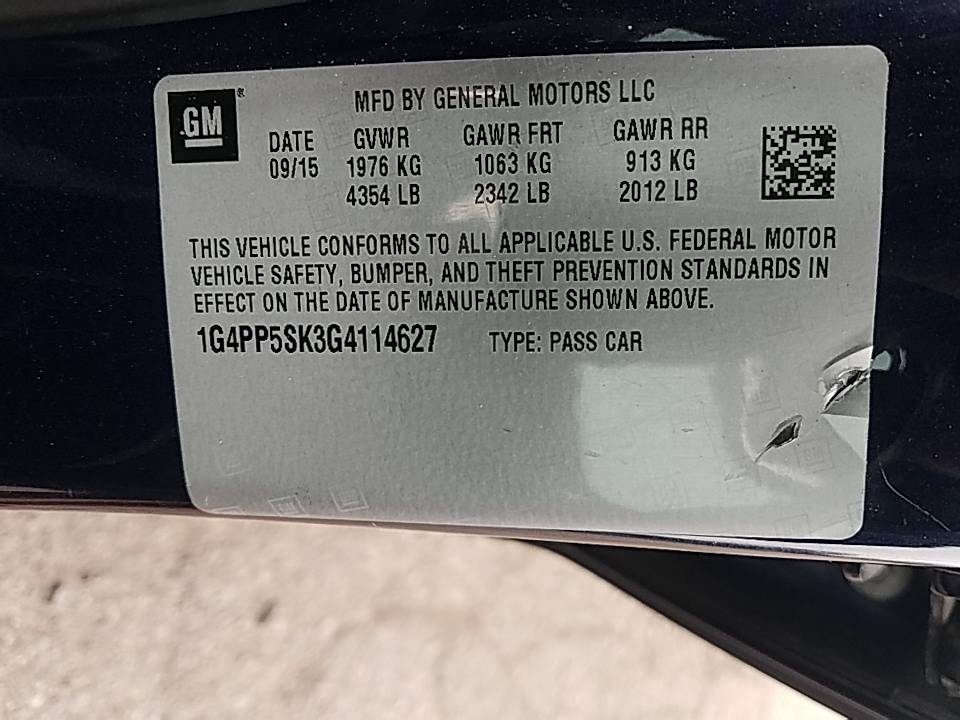 GM®
MFD BY GENERAL MOTORS LLC
DATE GVWR GAWR FRT GAWR RR
09/15 1976 KG 1063 KG 913 KG
4354 LB 2342 LB 2012 LB
THIS VEHICLE CONFORMS TO ALL APPLICABLE U.S. FEDERAL MOTOR
VEHICLE SAFETY, BUMPER, AND THEFT PREVENTION STANDARDS IN
EFFECT ON THE DATE OF MANUFACTURE SHOWN ABOVE.
1G4PP5SK3G4114627 TYPE: PASS CAR